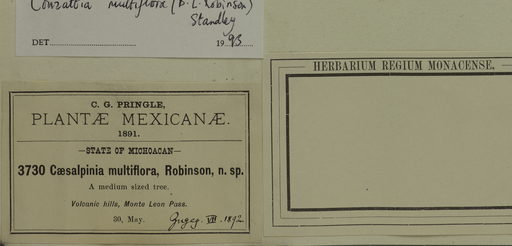 Conzattia multiflora (B. L. Robinson)
Standley
DET. 1993
HERBARIUM REGIUM MONACENSE.
C. G. PRINGLE,
PLANTÆ MEXICANÆ.
1891.
—STATE OF MICHOACAN—
3730 Cæsalpinia multiflora, Robinson, n. sp.
A medium sized tree.
Volcanic hills, Monte Leon Pass.
30, May. Ingeg. VII. 1892